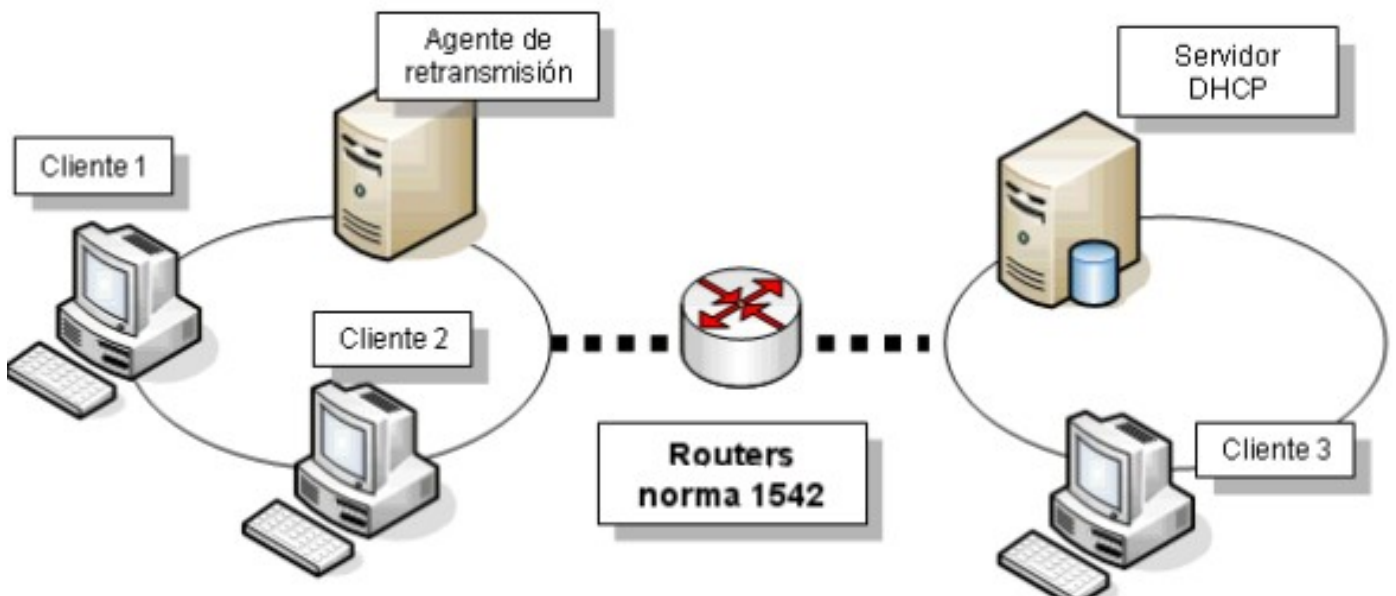 Agente de
retransmisión
Servidor
DHCP
Cliente 1
Cliente 2
Routers
norma 1542
Cliente 3